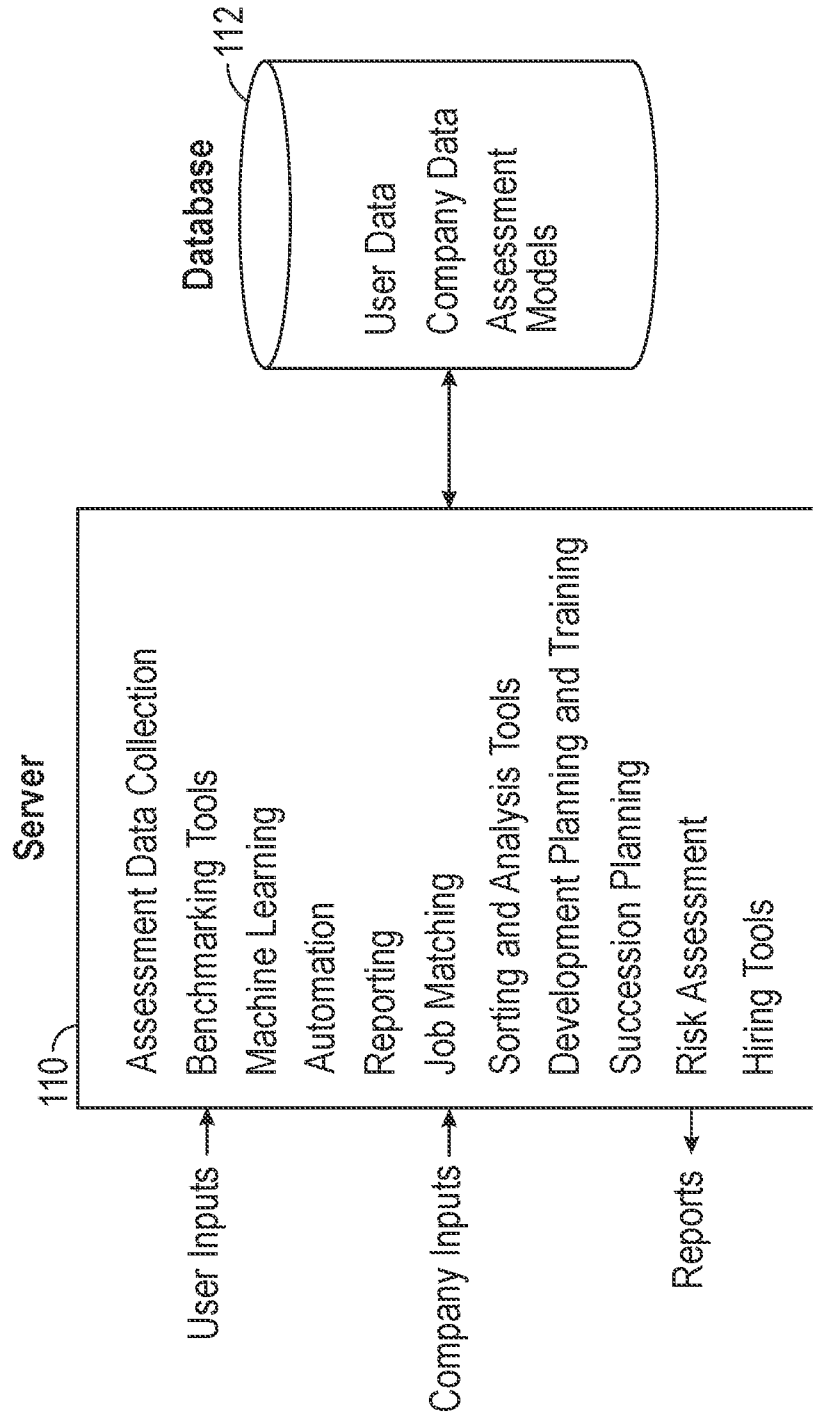 Server
110
Assessment Data Collection
Benchmarking Tools
Machine Learning
Automation
Reporting
Job Matching
Sorting and Analysis Tools
Development Planning and Training
Succession Planning
Risk Assessment
Hiring Tools
User Inputs
Company Inputs
Reports
Database
112
User Data
Company Data
Assessment
Models